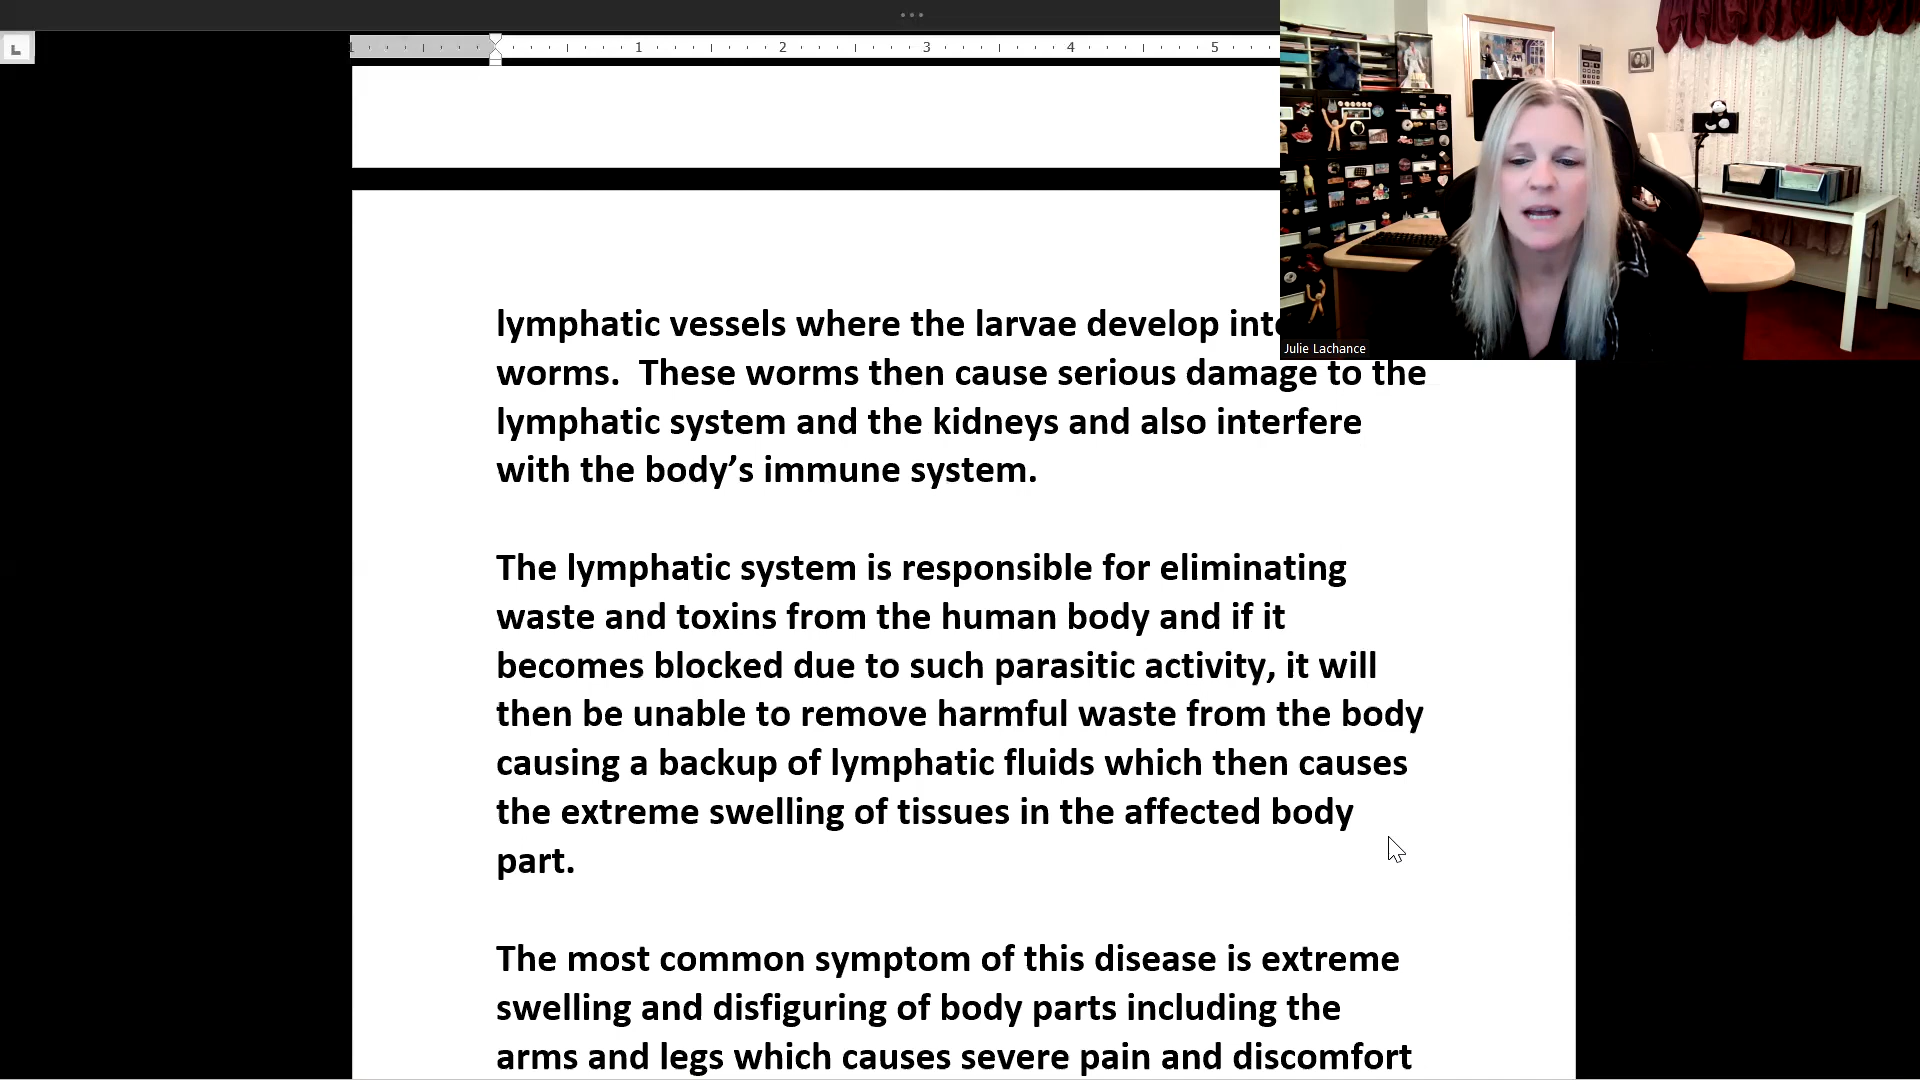 1 1 2 3 4 5
lymphatic vessels where the larvae develop into
worms.  These worms then cause serious damage to the
lymphatic system and the kidneys and also interfere
with the body’s immune system.
The lymphatic system is responsible for eliminating
waste and toxins from the human body and if it
becomes blocked due to such parasitic activity, it will
then be unable to remove harmful waste from the body
causing a backup of lymphatic fluids which then causes
the extreme swelling of tissues in the affected body
part.
The most common symptom of this disease is extreme
swelling and disfiguring of body parts including the
arms and legs which causes severe pain and discomfort
Julie Lachance